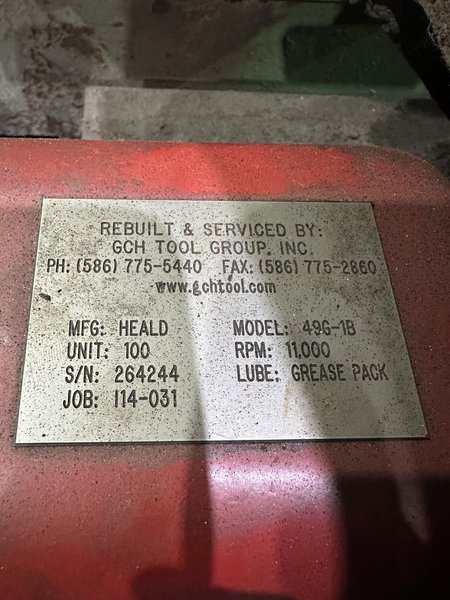 REBUILT & SERVICED BY:
GCH TOOL GROUP, INC.
PH: (586) 775-5440 FAX: (586) 775-2860
www.gchtool.com
MFG: HEALD MODEL: 49G-1B
UNIT: 100 RPM: 11,000
S/N: 264244 LUBE: GREASE PACK
JOB: 114-031